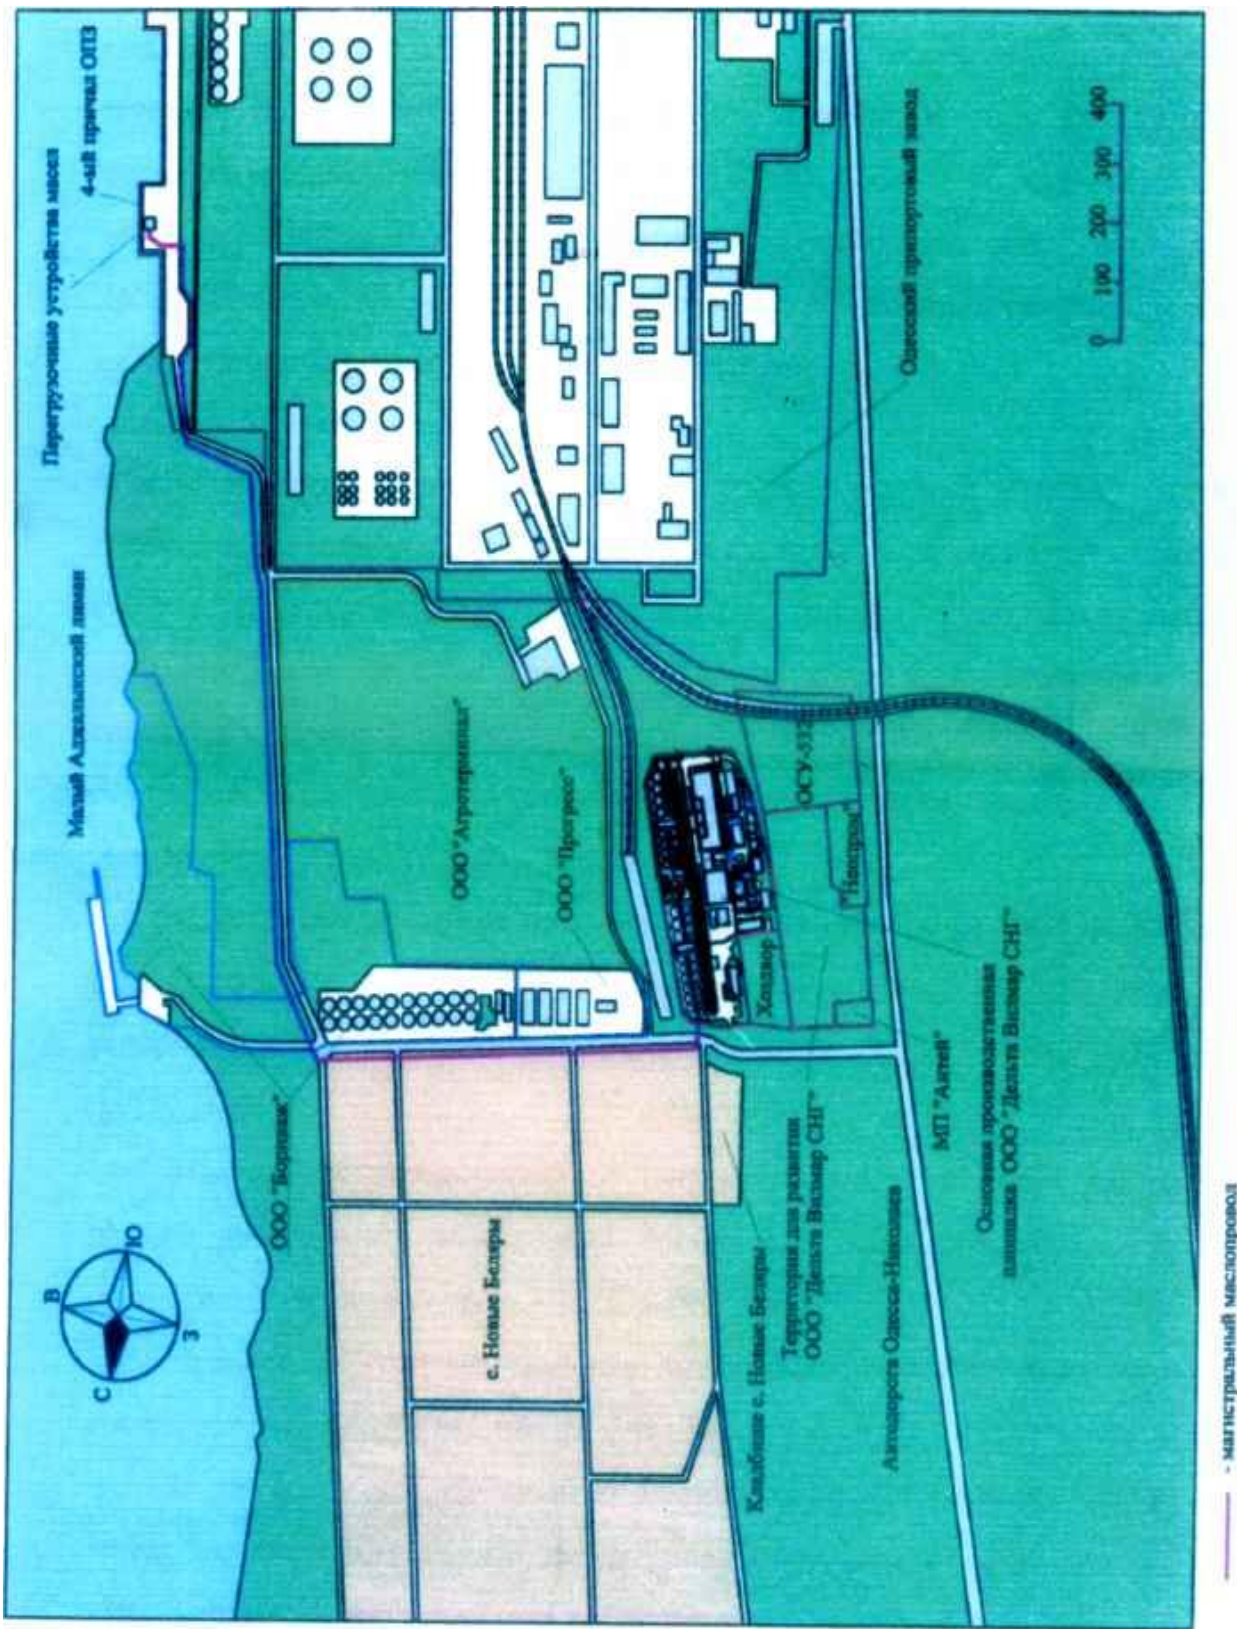 4-ый причал ОПЗ
Перегрузочные устройства масел
Малый Аджалыкский лиман
ООО "Борник"
В
Ю
З
С
с. Новые Беляры
ООО "Агротерминал"
ООО "Прогресс"
ОСУ-532
Холдвор
Одесский припортовый завод
0 100 200 300 400
Кладбище с. Новые Беляры
Территория для развития
ООО "Дельта Вилмар СНГ"
Автодорога Одесса-Николаев
МП "Антей"
Основная производственная
площадка ООО "Дельта Вилмар СНГ"
- магистральный маслопровод